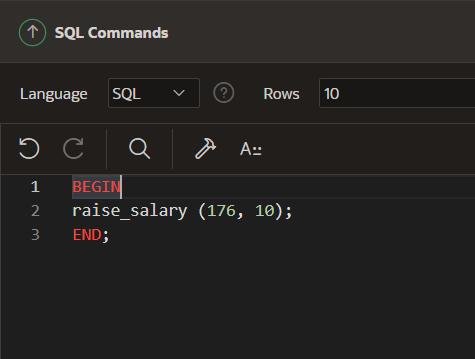 SQL Commands
Language SQL ? Rows 10
A::
1 BEGIN
2 raise_salary (176, 10);
3 END;